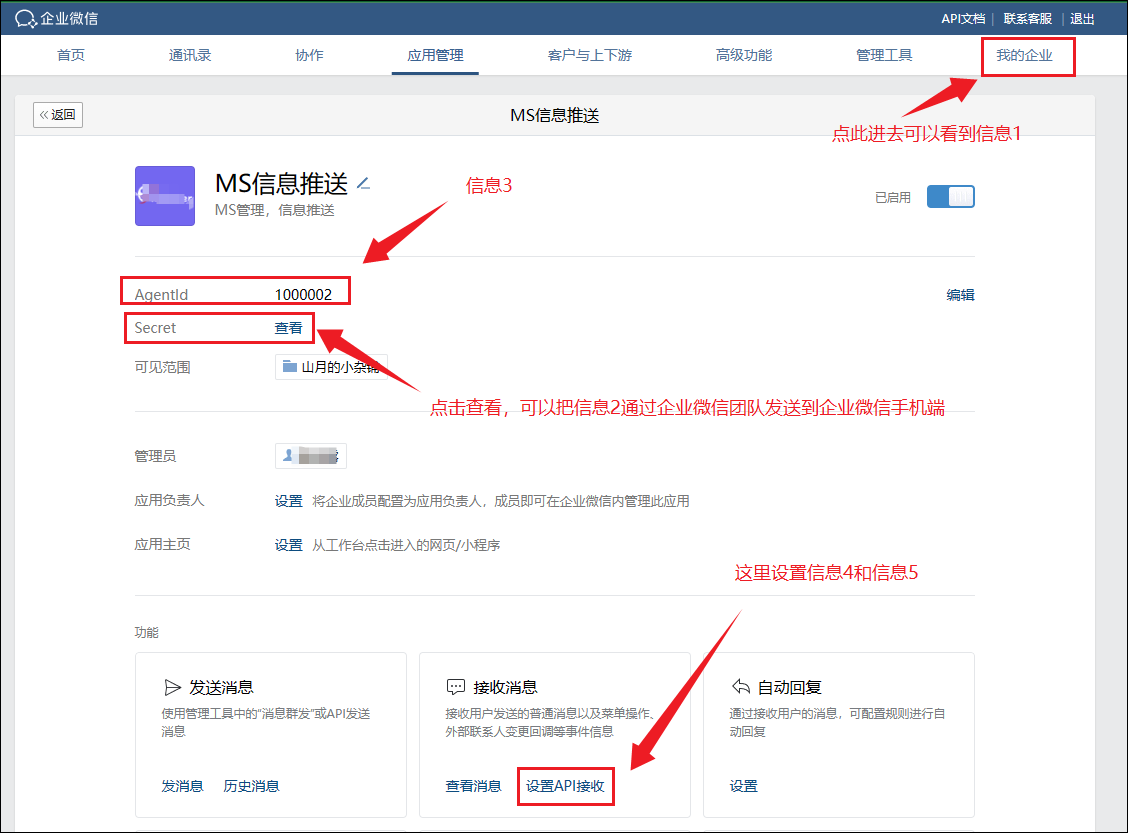 企业微信
API文档 | 联系客服 | 退出
首页 通讯录 协作 应用管理 客户与上下游 高级功能 管理工具 我的企业
«返回
MS信息推送
点此进去可以看到信息1
MS信息推送
信息3
MS管理，信息推送
已启用
AgentId 1000002
编辑
Secret 查看
可见范围 山月的小杂铺
点击查看，可以把信息2通过企业微信团队发送到企业微信手机端
管理员
应用负责人 设置 将企业成员配置为应用负责人，成员即可在企业微信内管理此应用
应用主页 设置 从工作台点击进入的网页/小程序
这里设置信息4和信息5
功能
发送消息
使用管理工具中的“消息群发”或API发送
消息
发消息 历史消息
接收消息
接收用户发送的普通消息以及菜单操作、
外部联系人变更回调等事件信息
查看消息 设置API接收
自动回复
通过接收用户的消息，可配置规则进行自
动回复
设置